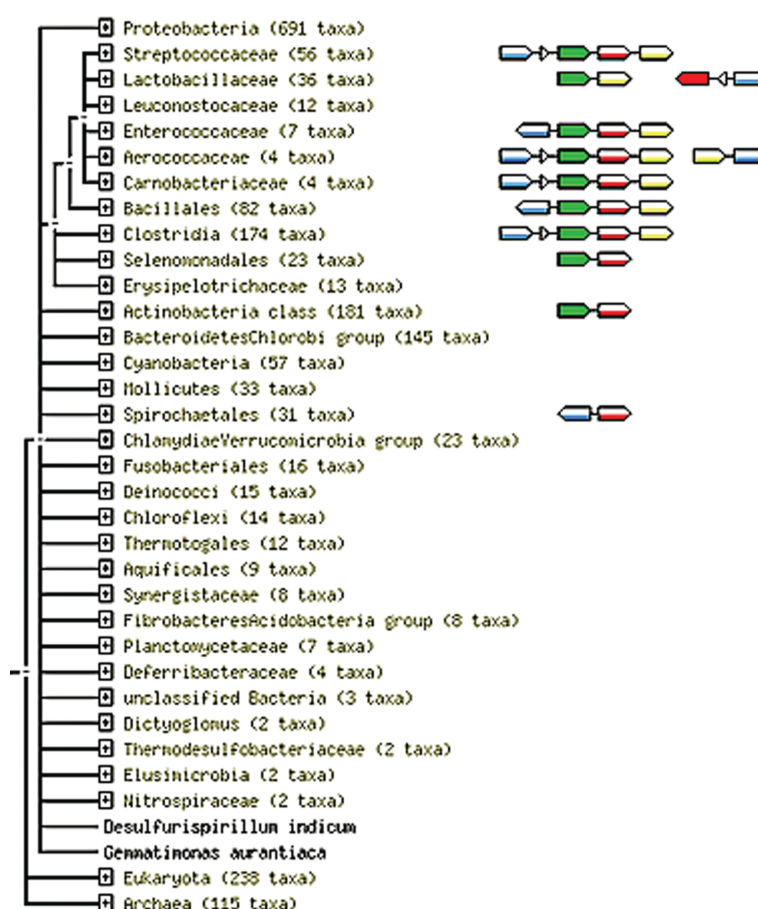 Proteobacteria (691 taxa)
Streptococcaceae (56 taxa)
Lactobacillaceae (36 taxa)
Leuconostocaceae (12 taxa)
Enterococcaceae (7 taxa)
Aerococcaceae (4 taxa)
Carnobacteriaceae (4 taxa)
Bacillales (82 taxa)
Clostridia (174 taxa)
Selenomonadales (23 taxa)
Erysipelotrichaceae (13 taxa)
Actinobacteria class (181 taxa)
BacteroidetesChlorobi group (145 taxa)
Cyanobacteria (57 taxa)
Mollicutes (33 taxa)
Spirochaetales (31 taxa)
ChlamydiaeVerrucomicrobia group (23 taxa)
Fusobacteriales (16 taxa)
Deinococci (15 taxa)
Chloroflexi (14 taxa)
Thermotogales (12 taxa)
Aquificales (9 taxa)
Synergistaceae (8 taxa)
FibrobacteresAcidobacteria group (8 taxa)
Planctomycetaceae (7 taxa)
Deferribacteraceae (4 taxa)
unclassified Bacteria (3 taxa)
Dictyoglomus (2 taxa)
Thermodesulfobacteriaceae (2 taxa)
Elusimicrobia (2 taxa)
Nitrospiraceae (2 taxa)
Desulfurispirillum indicum
Gemmatimonas aurantiaca
Eukaryota (238 taxa)
Archaea (115 taxa)